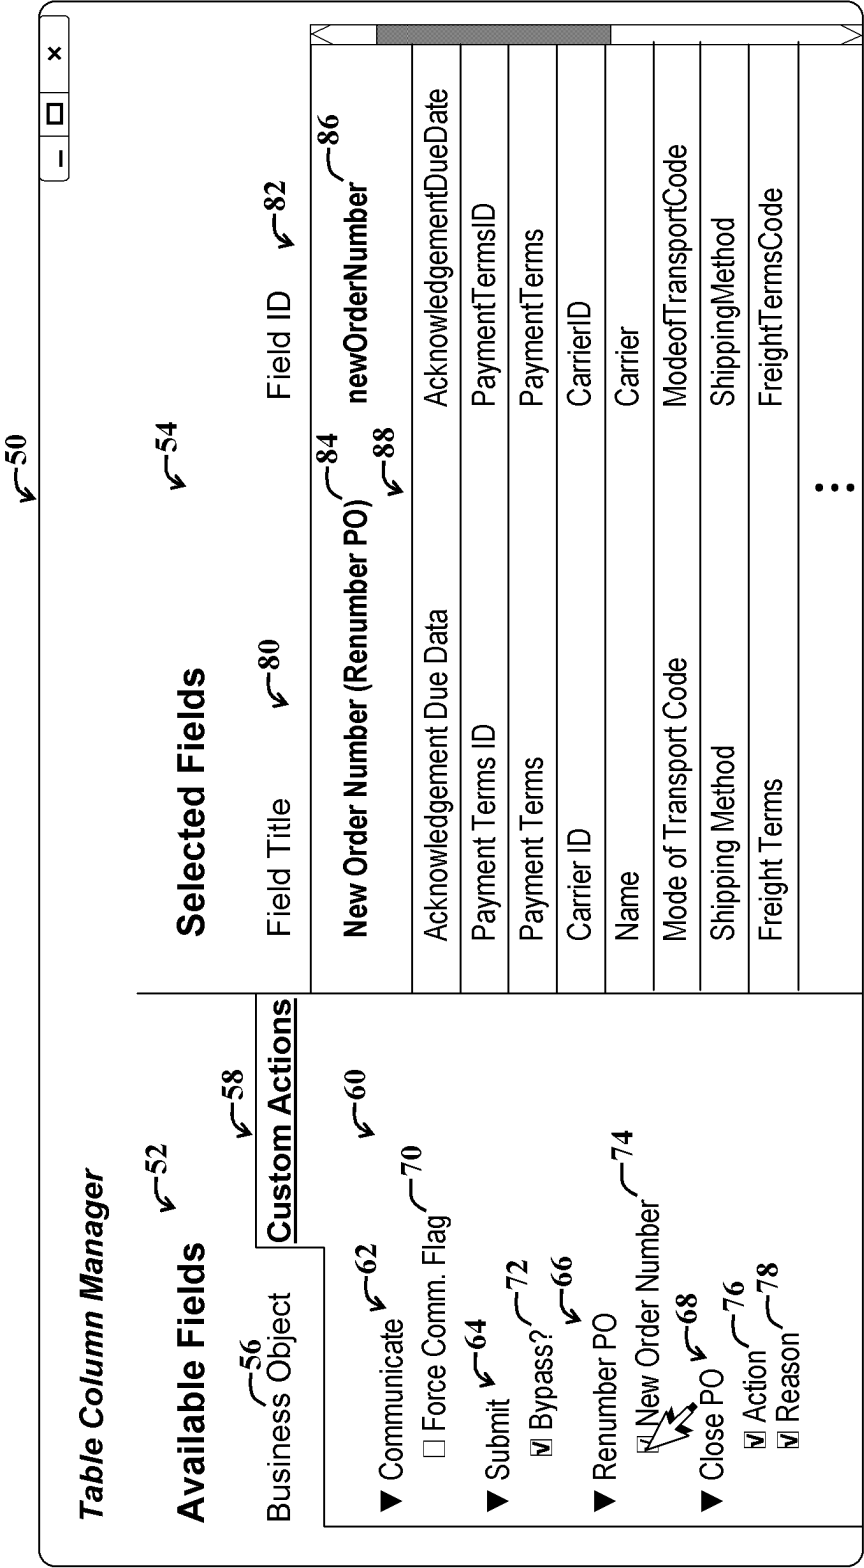 50
Table Column Manager
Available Fields 52
Business Object 56
Custom Actions 58
60
▼ Communicate 62
☐ Force Comm. Flag 70
▼ Submit 64
☑ Bypass? 72
▼ Renumber PO 66
☑ New Order Number 74
▼ Close PO 68
☑ Action 76
☑ Reason 78
Selected Fields 54
Field Title 80 Field ID 82
New Order Number (Renumber PO) 84 newOrderNumber 86
88
Acknowledgement Due Data AcknowledgementDueDate
Payment Terms ID PaymentTermsID
Payment Terms PaymentTerms
Carrier ID CarrierID
Name Carrier
Mode of Transport Code ModeofTransportCode
Shipping Method ShippingMethod
Freight Terms FreightTermsCode